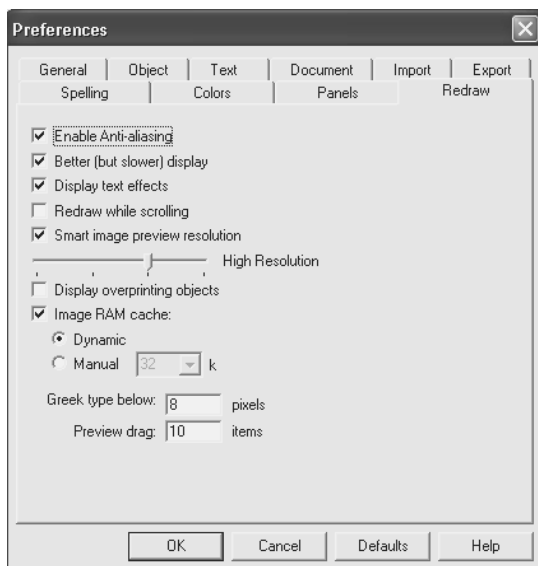 Preferences
General Object Text Document Import Export
Spelling Colors Panels Redraw
Enable Anti-aliasing
Better (but slower) display
Display text effects
Redraw while scrolling
Smart image preview resolution
High Resolution
Display overprinting objects
Image RAM cache:
Dynamic
Manual 32 k
Greek type below: 8 pixels
Preview drag: 10 items
OK Cancel Defaults Help